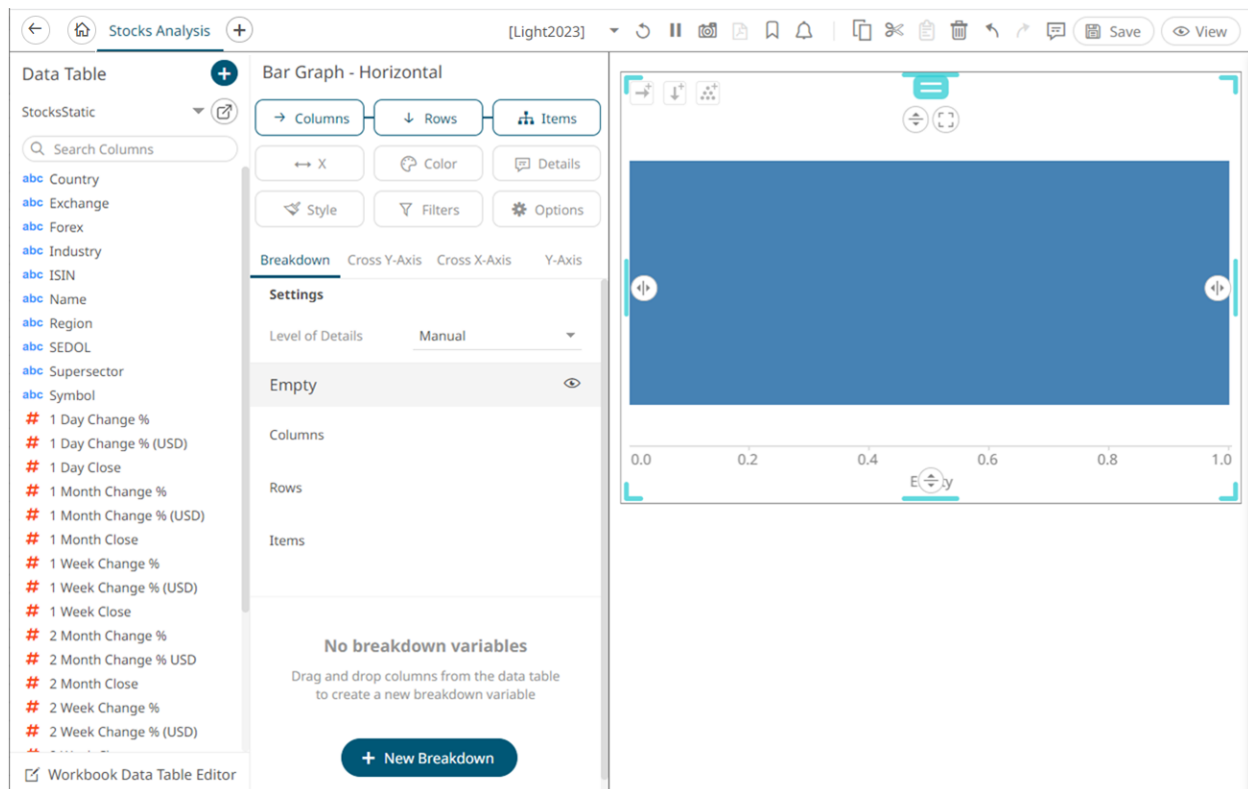 Stocks Analysis
[Light2023]
Save
View
Data Table
StocksStatic
Search Columns
abc Country
abc Exchange
abc Forex
abc Industry
abc ISIN
abc Name
abc Region
abc SEDOL
abc Supersector
abc Symbol
# 1 Day Change %
# 1 Day Change % (USD)
# 1 Day Close
# 1 Month Change %
# 1 Month Change % (USD)
# 1 Month Close
# 1 Week Change %
# 1 Week Change % (USD)
# 1 Week Close
# 2 Month Change %
# 2 Month Change % USD
# 2 Month Close
# 2 Week Change %
# 2 Week Change % (USD)
Workbook Data Table Editor
Bar Graph - Horizontal
Columns
Rows
Items
X
Color
Details
Style
Filters
Options
Breakdown Cross Y-Axis Cross X-Axis Y-Axis
Settings
Level of Details Manual
Empty
Columns
Rows
Items
No breakdown variables
Drag and drop columns from the data table
to create a new breakdown variable
+ New Breakdown
0.0 0.2 0.4 0.6 0.8 1.0